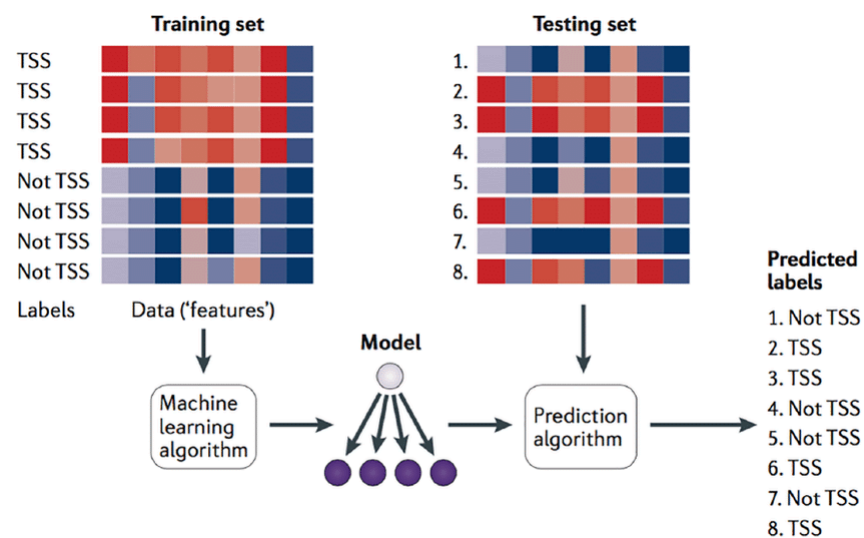 Training set
TSS
TSS
TSS
TSS
Not TSS
Not TSS
Not TSS
Not TSS
Labels
Data (‘features’)
Machine
learning
algorithm
Model
Testing set
1.
2.
3.
4.
5.
6.
7.
8.
Prediction
algorithm
Predicted
labels
1. Not TSS
2. TSS
3. TSS
4. Not TSS
5. Not TSS
6. TSS
7. Not TSS
8. TSS